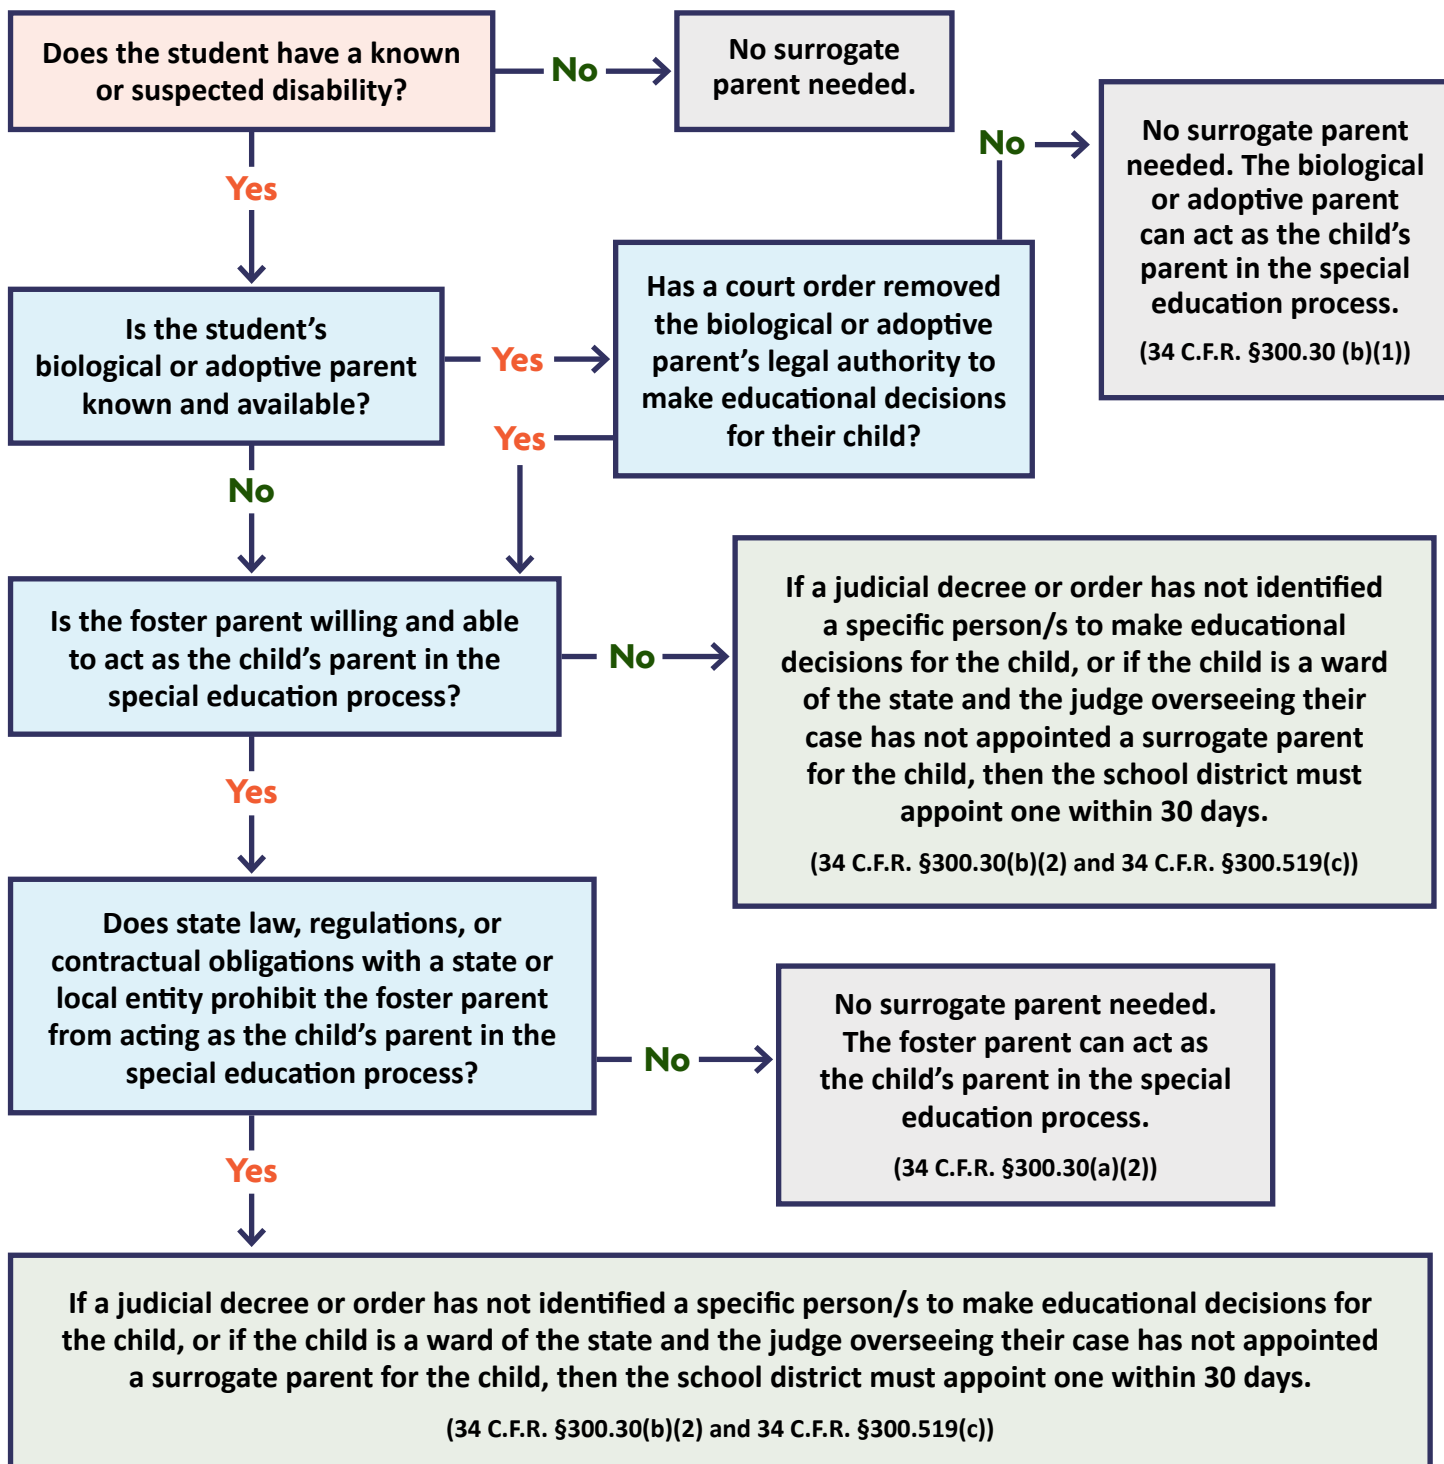 Does the student have a known
or suspected disability?
No
No surrogate
parent needed.
Yes
No
No surrogate parent
needed. The biological
or adoptive parent
can act as the child’s
parent in the special
education process.
(34 C.F.R. §300.30 (b)(1))
Is the student’s
biological or adoptive parent
known and available?
Yes
Has a court order removed
the biological or adoptive
parent’s legal authority to
make educational decisions
for their child?
Yes
No
Is the foster parent willing and able
to act as the child’s parent in the
special education process?
No
If a judicial decree or order has not identified
a specific person/s to make educational
decisions for the child, or if the child is a ward
of the state and the judge overseeing their
case has not appointed a surrogate parent
for the child, then the school district must
appoint one within 30 days.
(34 C.F.R. §300.30(b)(2) and 34 C.F.R. §300.519(c))
Yes
Does state law, regulations, or
contractual obligations with a state or
local entity prohibit the foster parent
from acting as the child’s parent in the
special education process?
No
No surrogate parent needed.
The foster parent can act as
the child’s parent in the special
education process.
(34 C.F.R. §300.30(a)(2))
Yes
If a judicial decree or order has not identified a specific person/s to make educational decisions for
the child, or if the child is a ward of the state and the judge overseeing their case has not appointed
a surrogate parent for the child, then the school district must appoint one within 30 days.
(34 C.F.R. §300.30(b)(2) and 34 C.F.R. §300.519(c))